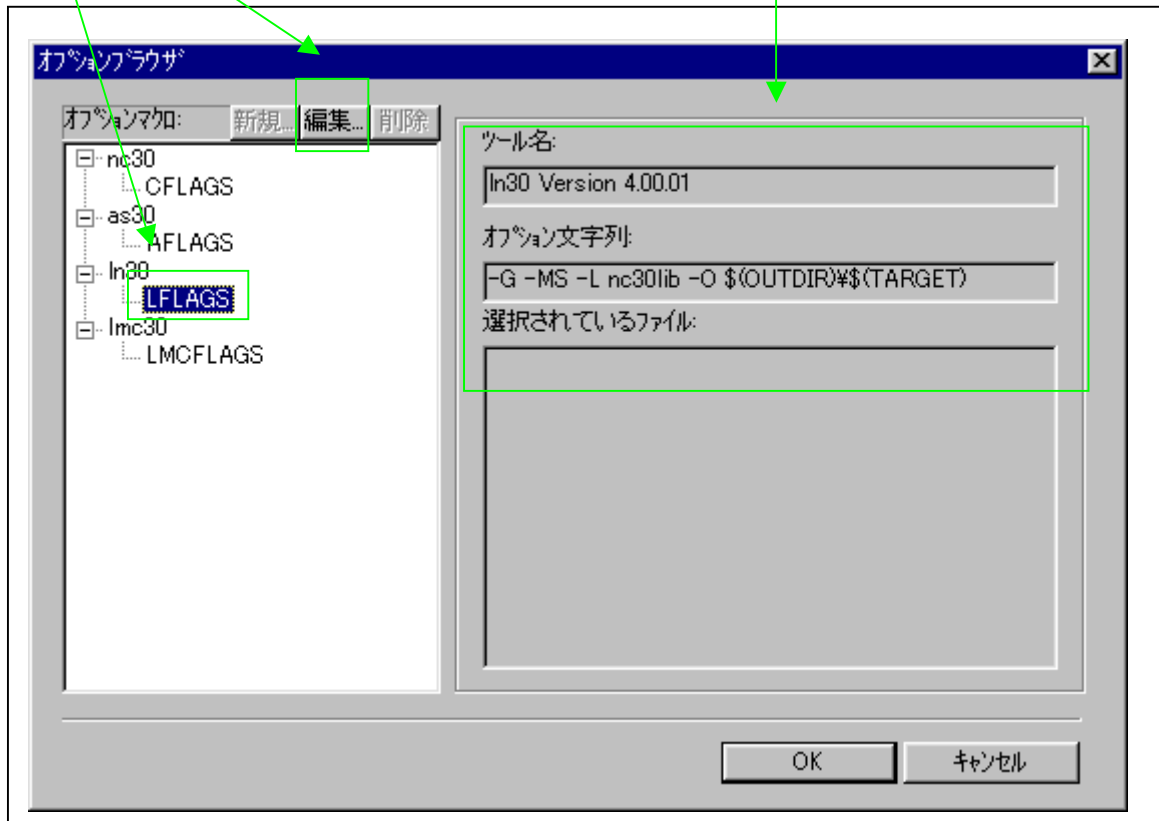 オプションブラウザ
オプションマクロ: 新規... 編集... 削除
nc30
CFLAGS
as30
AFLAGS
ln30
LFLAGS
lmc30
LMCFLAGS
ツール名:
ln30 Version 4.00.01
オプション文字列:
-G -MS -L nc30lib -O $(OUTDIR)¥$(TARGET)
選択されているファイル:
OK キャンセル